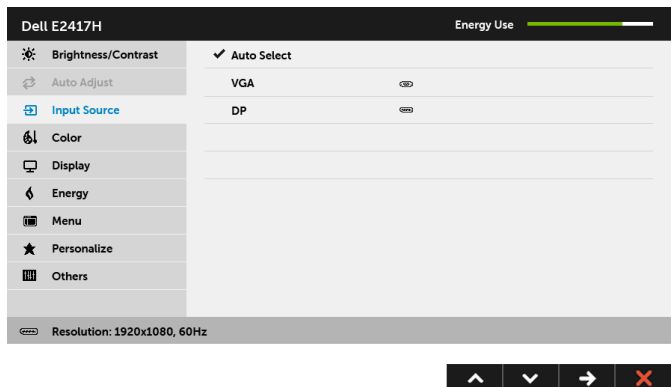 Dell E2417H
Energy Use
Brightness/Contrast
Auto Select
Auto Adjust
VGA
Input Source
DP
Color
Display
Energy
Menu
Personalize
Others
Resolution: 1920x1080, 60Hz